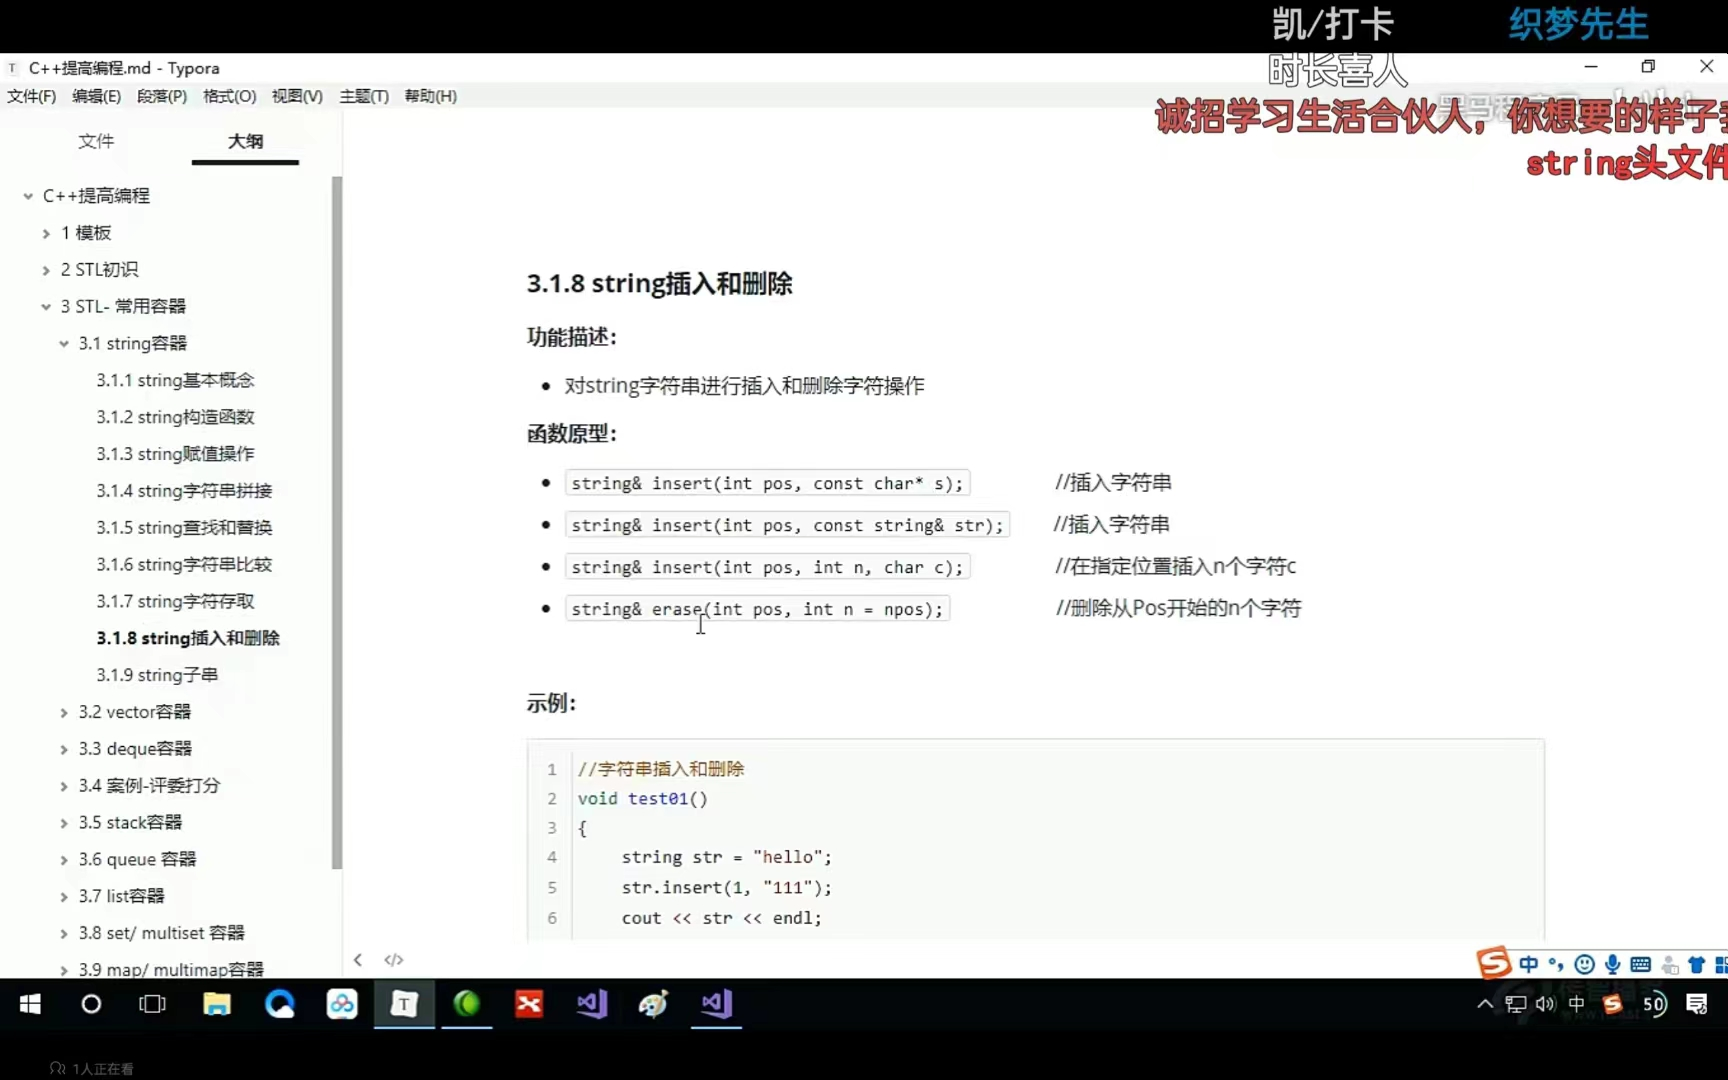 凯/打卡
织梦先生
T C++提高编程.md - Typora
时长喜人
文件(F) 编辑(E) 段落(P) 格式(O) 视图(V) 主题(T) 帮助(H)
诚招学习生活合伙人，你想要的样子
string头文件
文件
大纲
C++提高编程
1 模板
2 STL初识
3 STL- 常用容器
3.1 string容器
3.1.1 string基本概念
3.1.2 string构造函数
3.1.3 string赋值操作
3.1.4 string字符串拼接
3.1.5 string查找和替换
3.1.6 string字符串比较
3.1.7 string字符存取
3.1.8 string插入和删除
3.1.9 string子串
3.2 vector容器
3.3 deque容器
3.4 案例-评委打分
3.5 stack容器
3.6 queue 容器
3.7 list容器
3.8 set/ multiset 容器
3.9 map/ multimap容器
3.1.8 string插入和删除
功能描述：
对string字符串进行插入和删除字符操作
函数原型：
string& insert(int pos, const char* s); //插入字符串
string& insert(int pos, const string& str); //插入字符串
string& insert(int pos, int n, char c); //在指定位置插入n个字符c
string& erase(int pos, int n = npos); //删除从Pos开始的n个字符
示例：
1 //字符串插入和删除
2 void test01()
3 {
4 string str = "hello";
5 str.insert(1, "111");
6 cout << str << endl;
</>
中
中 50
1人正在看